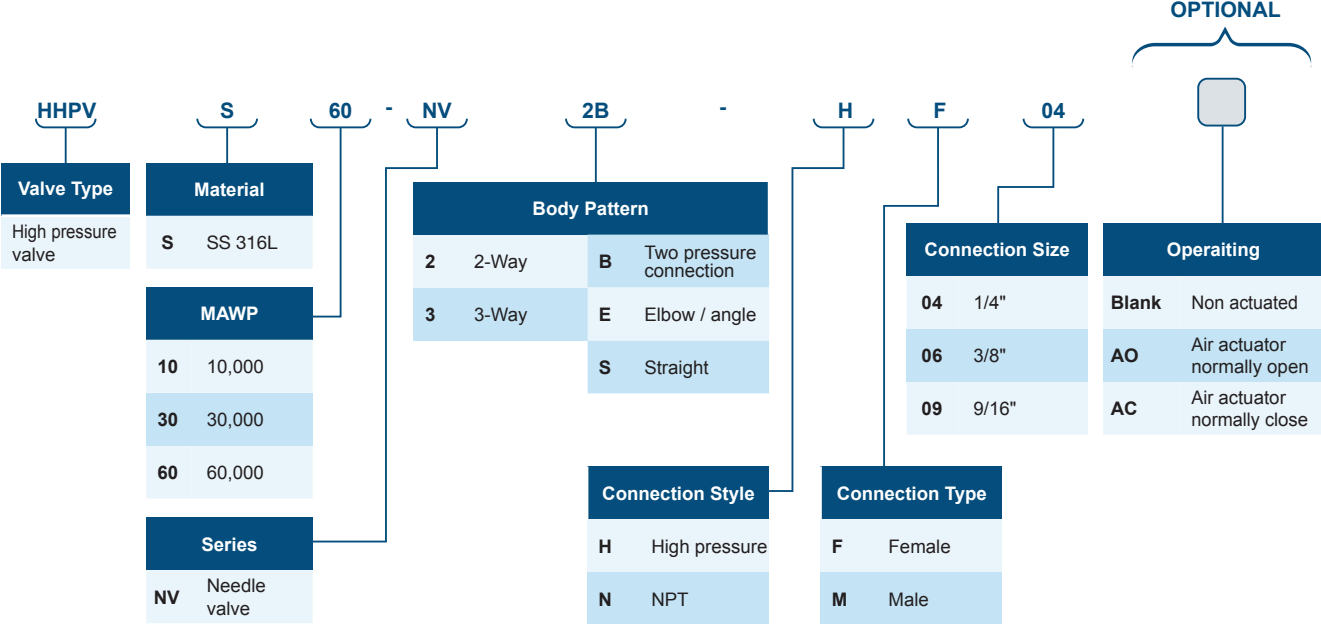 OPTIONAL
HHPV S 60 - NV 2B - H F 04
Valve Type
High pressure
valve
Material
S SS 316L
MAWP
10 10,000
30 30,000
60 60,000
Series
NV Needle
valve
Body Pattern
2 2-Way
3 3-Way
B Two pressure
connection
E Elbow / angle
S Straight
Connection Style
H High pressure
N NPT
Connection Type
F Female
M Male
Connection Size
04 1/4"
06 3/8"
09 9/16"
Operaiting
Blank Non actuated
AO Air actuator
normally open
AC Air actuator
normally close